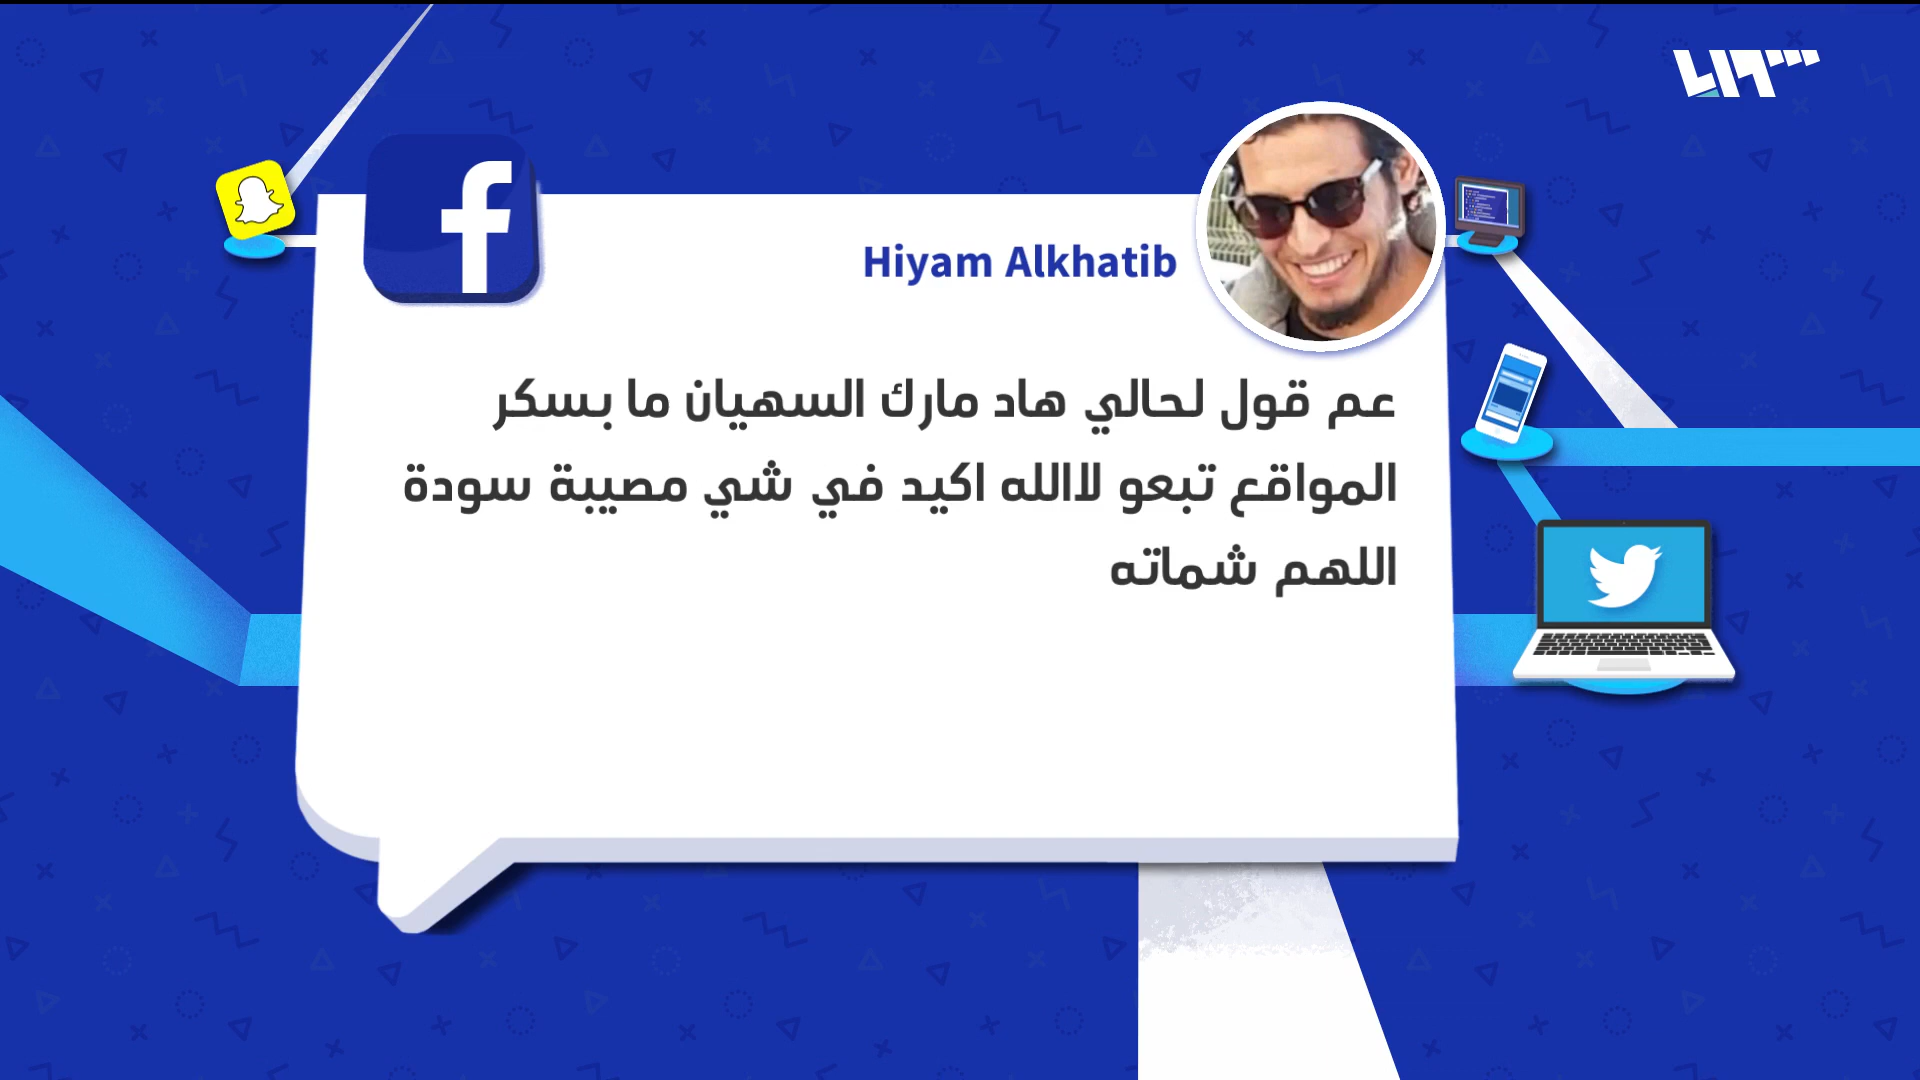 Hiyam Alkhatib
عم قول لحالي هاد مارك السهيان ما بسكر
المواقع تبعو لاالله اكيد في شي مصيبة سودة
اللهم شماته